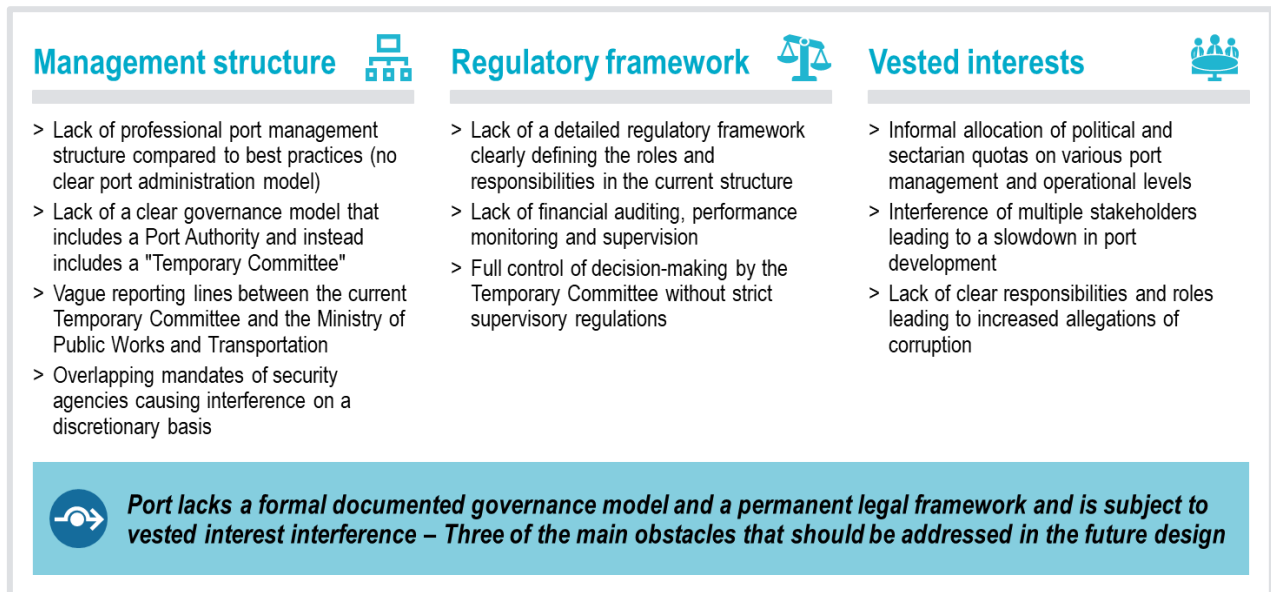 Management structure
> Lack of professional port management
structure compared to best practices (no
clear port administration model)
> Lack of a clear governance model that
includes a Port Authority and instead
includes a "Temporary Committee"
> Vague reporting lines between the current
Temporary Committee and the Ministry of
Public Works and Transportation
> Overlapping mandates of security
agencies causing interference on a
discretionary basis
Regulatory framework
> Lack of a detailed regulatory framework
clearly defining the roles and
responsibilities in the current structure
> Lack of financial auditing, performance
monitoring and supervision
> Full control of decision-making by the
Temporary Committee without strict
supervisory regulations
Vested interests
> Informal allocation of political and
sectarian quotas on various port
management and operational levels
> Interference of multiple stakeholders
leading to a slowdown in port
development
> Lack of clear responsibilities and roles
leading to increased allegations of
corruption
Port lacks a formal documented governance model and a permanent legal framework and is subject to
vested interest interference – Three of the main obstacles that should be addressed in the future design